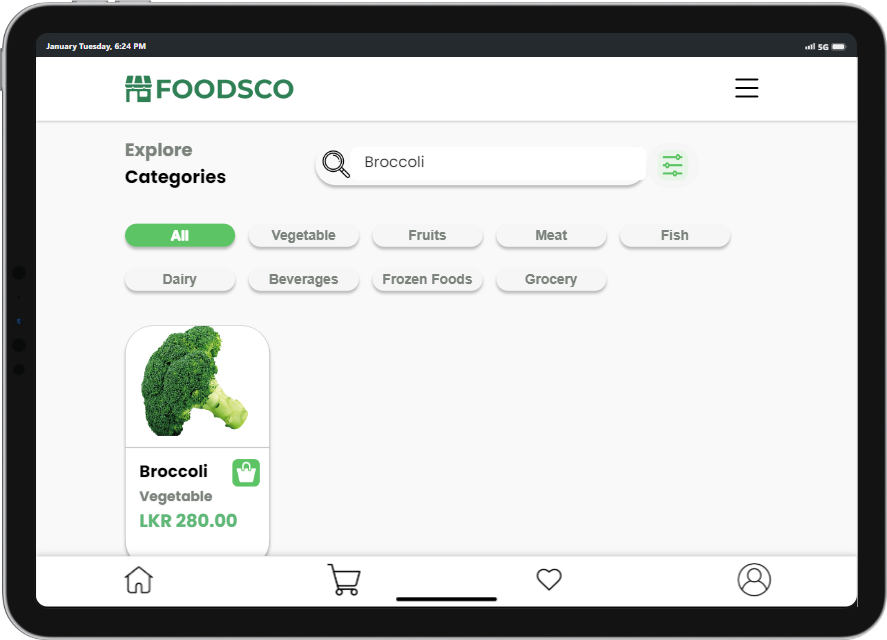 January Tuesday, 6:24 PM
5G
FOODSCO
Explore
Categories
Broccoli
All
Vegetable
Fruits
Meat
Fish
Dairy
Beverages
Frozen Foods
Grocery
Broccoli
Vegetable
LKR 280.00